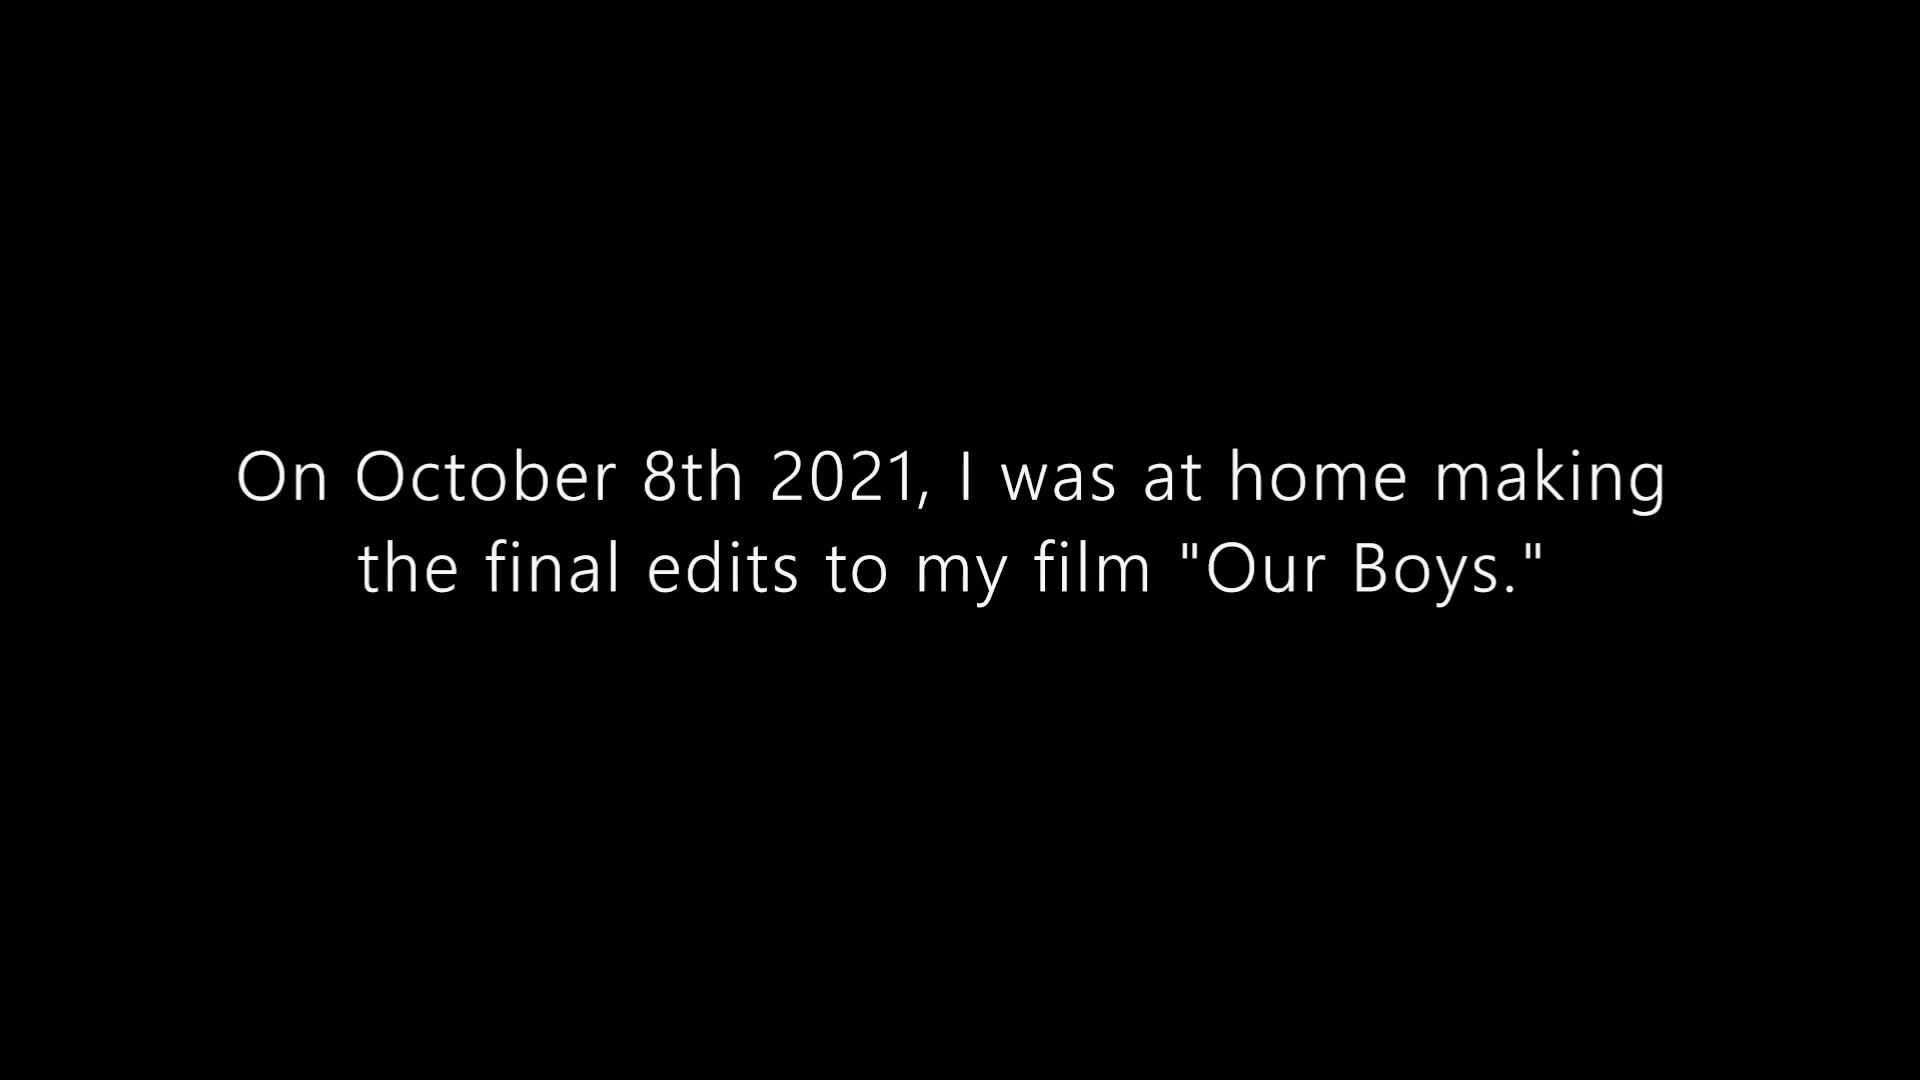 On October 8th 2021, I was at home making
the final edits to my film "Our Boys."